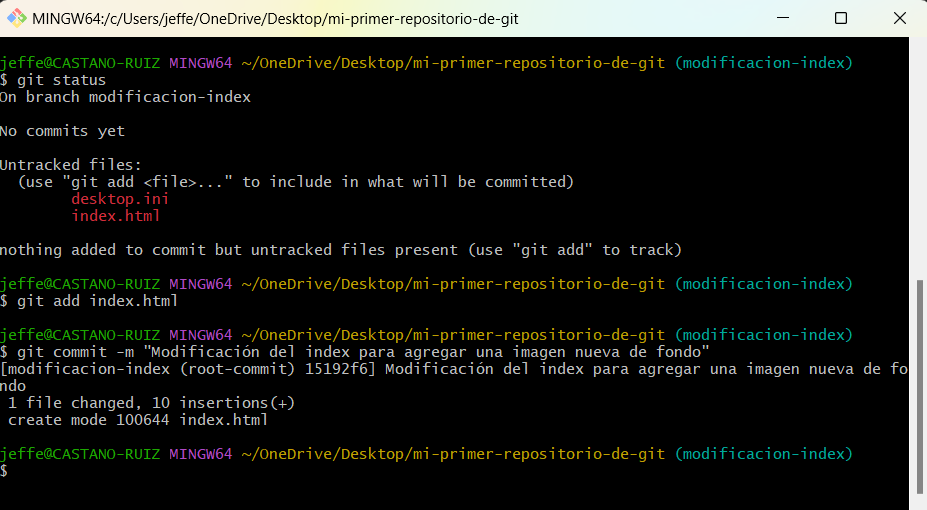 MINGW64:/c/Users/jeffe/OneDrive/Desktop/mi-primer-repositorio-de-git
jeffe@CASTANO-RUIZ MINGW64 ~/OneDrive/Desktop/mi-primer-repositorio-de-git (modificacion-index)
$ git status
On branch modificacion-index
No commits yet
Untracked files:
  (use "git add <file>..." to include in what will be committed)
        desktop.ini
        index.html
nothing added to commit but untracked files present (use "git add" to track)
jeffe@CASTANO-RUIZ MINGW64 ~/OneDrive/Desktop/mi-primer-repositorio-de-git (modificacion-index)
$ git add index.html
jeffe@CASTANO-RUIZ MINGW64 ~/OneDrive/Desktop/mi-primer-repositorio-de-git (modificacion-index)
$ git commit -m "Modificación del index para agregar una imagen nueva de fondo"
[modificacion-index (root-commit) 15192f6] Modificación del index para agregar una imagen nueva de fo
ndo
 1 file changed, 10 insertions(+)
 create mode 100644 index.html
jeffe@CASTANO-RUIZ MINGW64 ~/OneDrive/Desktop/mi-primer-repositorio-de-git (modificacion-index)
$